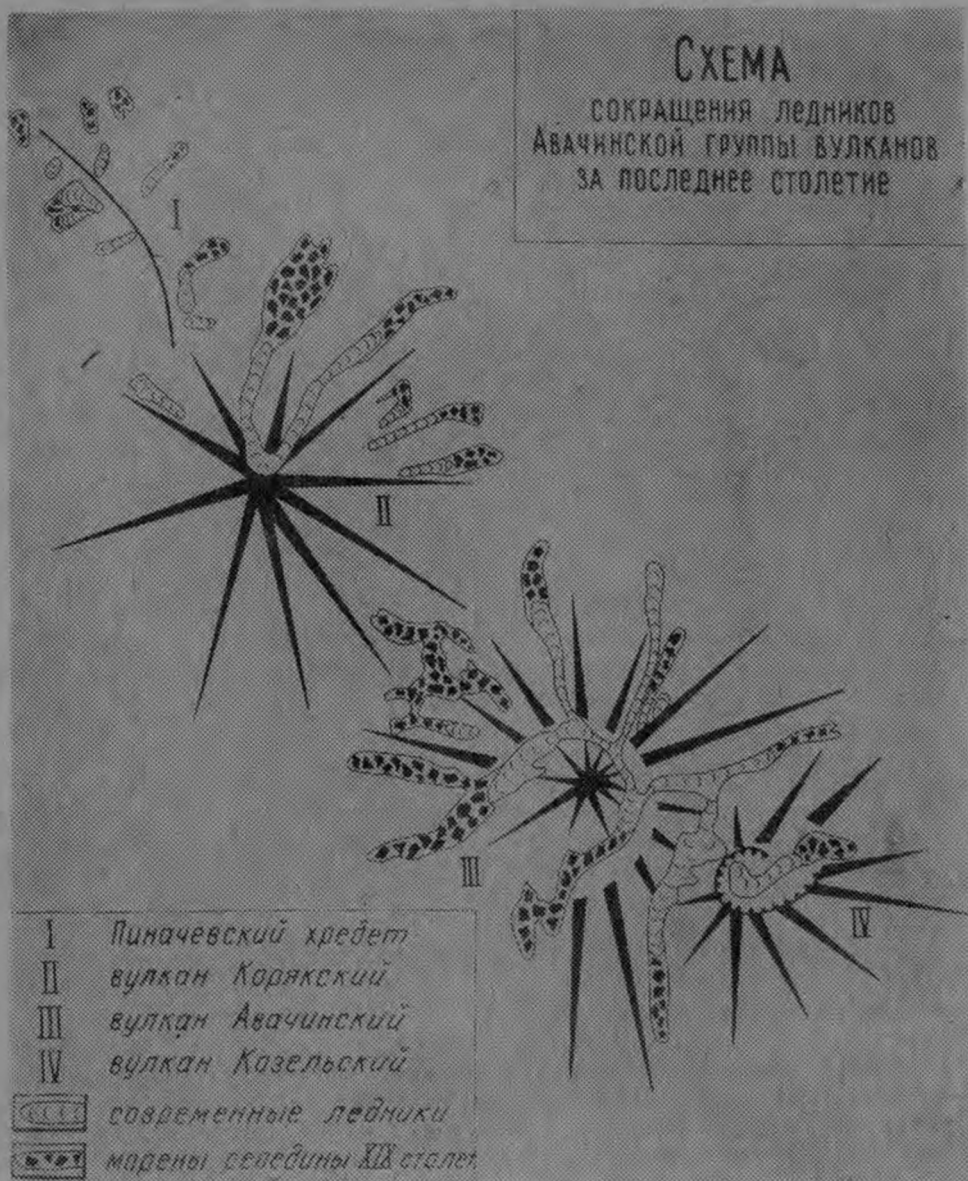 СХЕМА
СОКРАЩЕНИЯ ЛЕДНИКОВ
АВАЧИНСКОЙ ГРУППЫ ВУЛКАНОВ
ЗА ПОСЛЕДНЕЕ СТОЛЕТИЕ
I
II
III
IV
I Пиначевский хребет
II вулкан Корякский
III вулкан Авачинский
IV вулкан Козельский
современные ледники
морены середины XIX столет